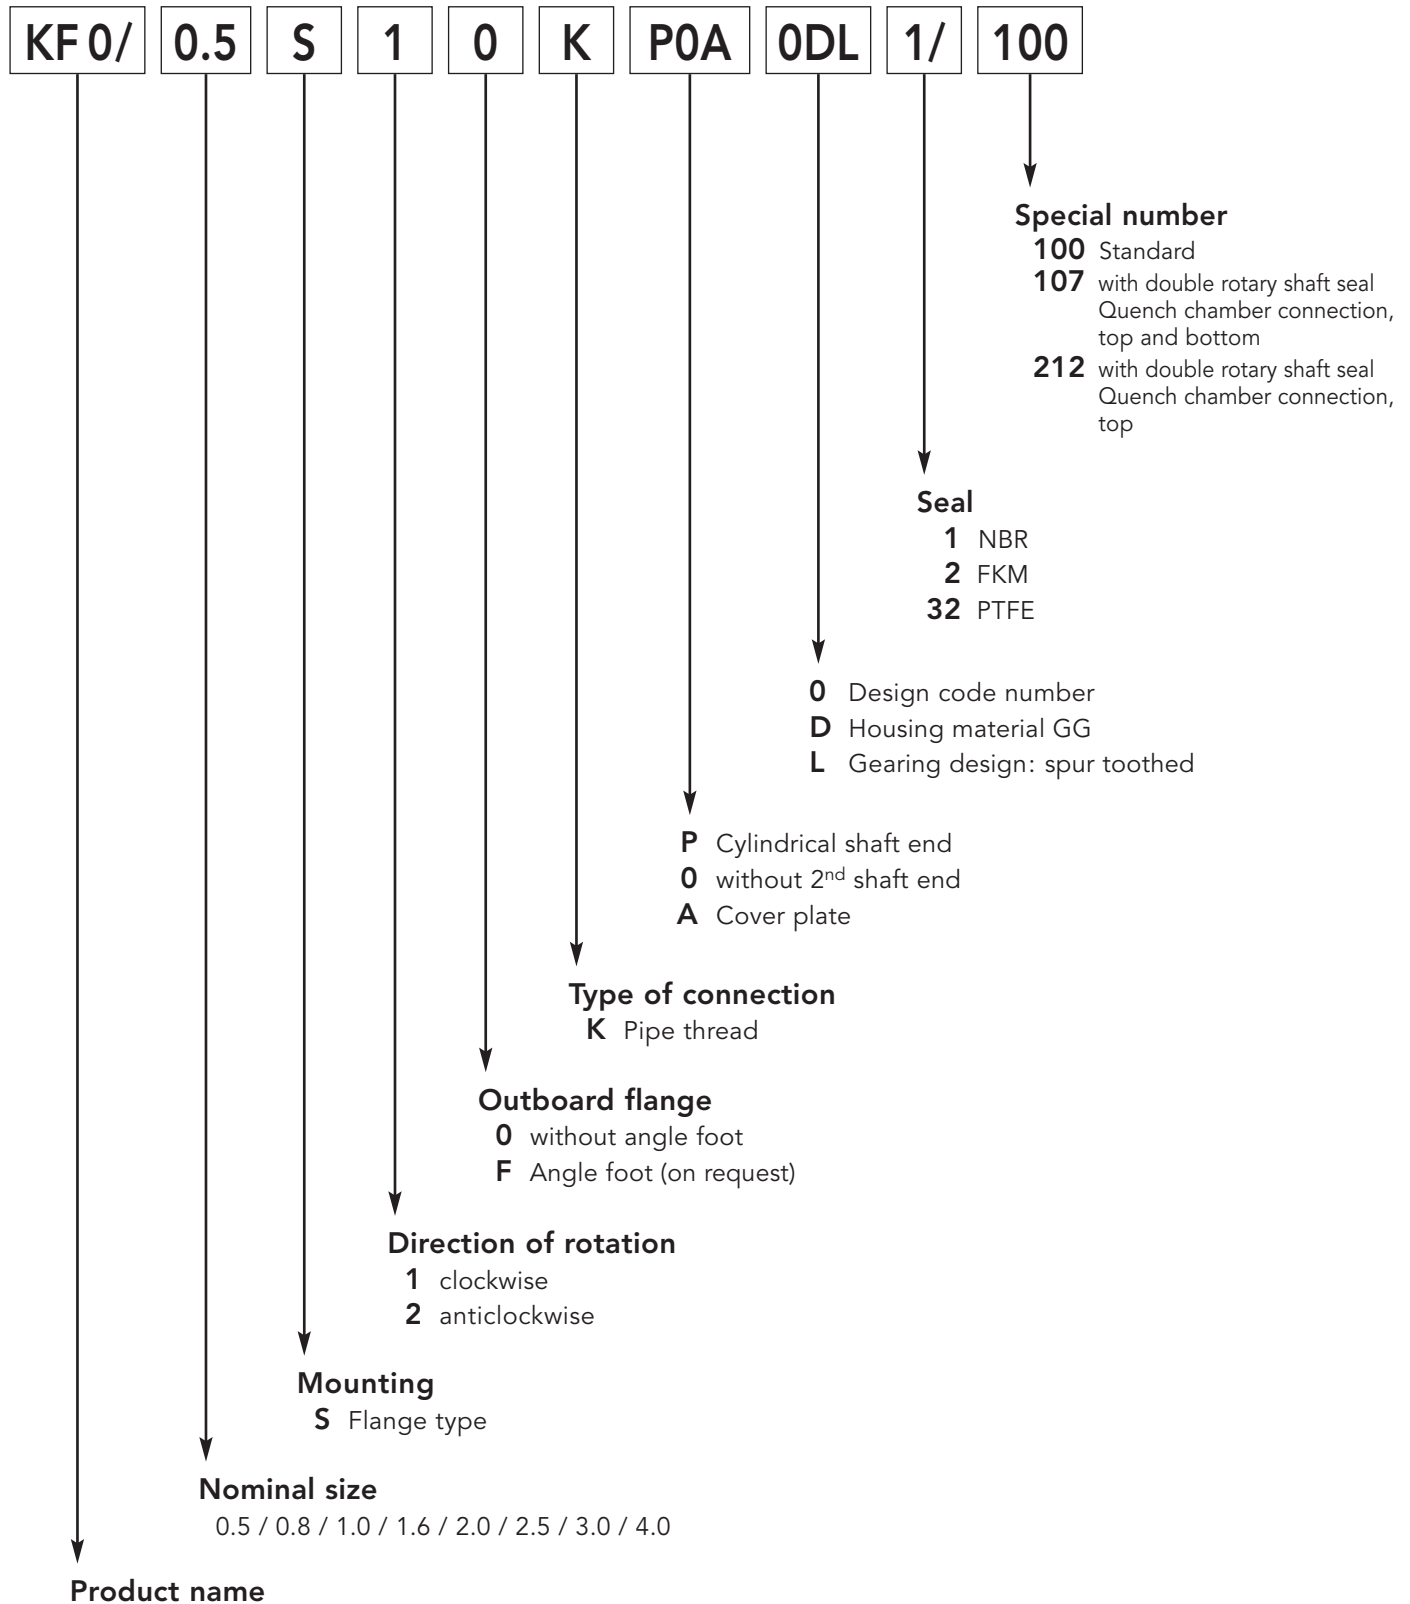 KF 0/ 0.5 S 1 0 K P0A 0DL 1/ 100
Special number
100 Standard
107 with double rotary shaft seal
Quench chamber connection,
top and bottom
212 with double rotary shaft seal
Quench chamber connection,
top
Seal
1 NBR
2 FKM
32 PTFE
0 Design code number
D Housing material GG
L Gearing design: spur toothed
P Cylindrical shaft end
0 without 2nd shaft end
A Cover plate
Type of connection
K Pipe thread
Outboard flange
0 without angle foot
F Angle foot (on request)
Direction of rotation
1 clockwise
2 anticlockwise
Mounting
S Flange type
Nominal size
0.5 / 0.8 / 1.0 / 1.6 / 2.0 / 2.5 / 3.0 / 4.0
Product name